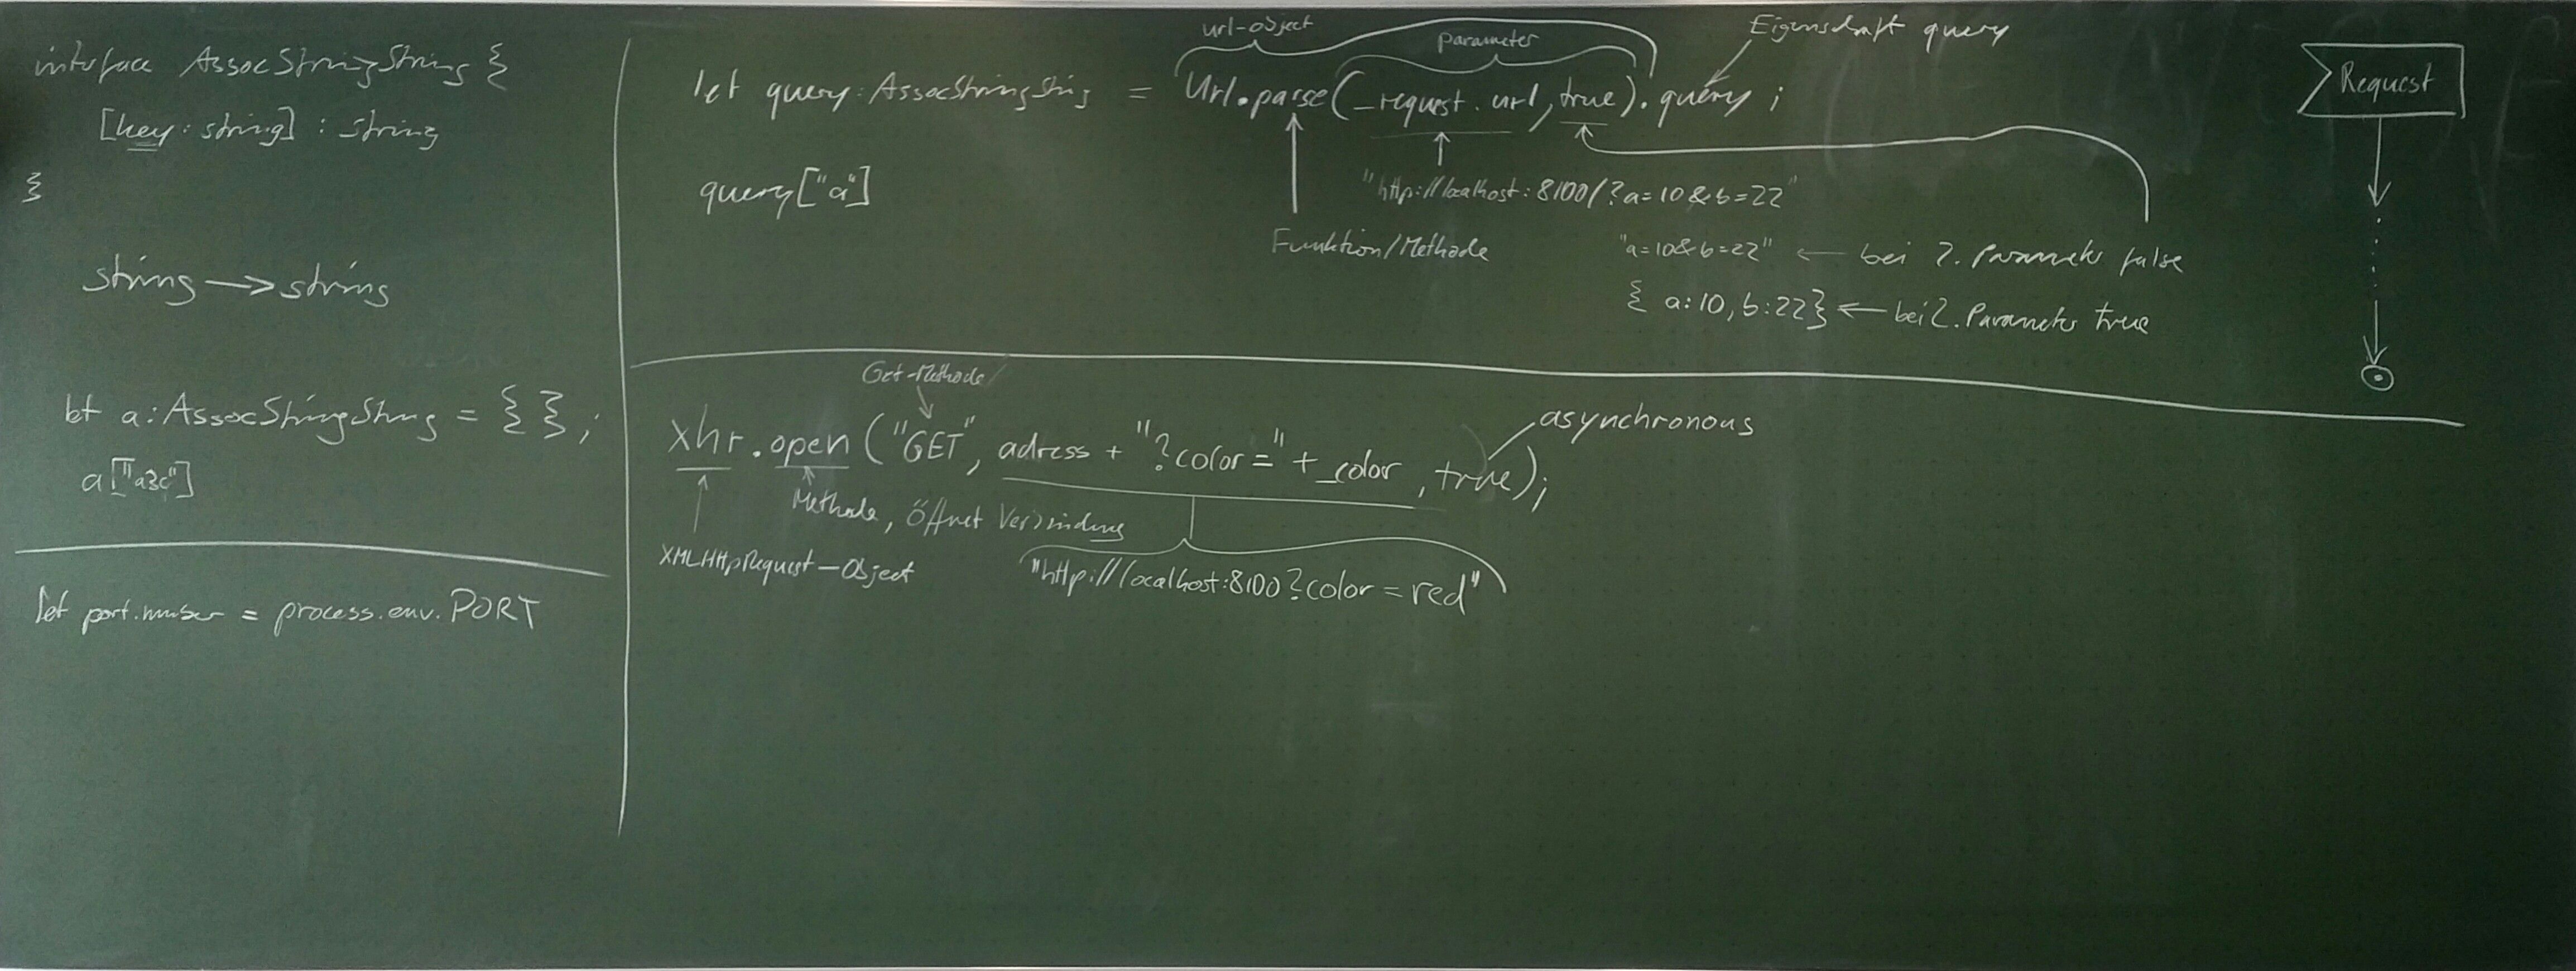 interface AssocStringString {
[key: string] : string
}
string → string
let a: AssocStringString = { };
a["a3c"]
let port:number = process.env.PORT
url-object
parameter
Eigenschaft query
let query: AssocStringString = Url.parse(_request.url, true).query;
query["a"]
"http://localhost:8100/?a=10&b=22"
Funktion/Methode
"a=10&b=22" ← bei 2. Parameter false
{ a:10, b:22} ← bei 2. Parameter true
Request
Get-Methode
asynchronous
xhr.open("GET", adress + "?color=" + _color, true);
Methode, öffnet Verbindung
XMLHttpRequest-Object
"http://localhost:8100?color=red"